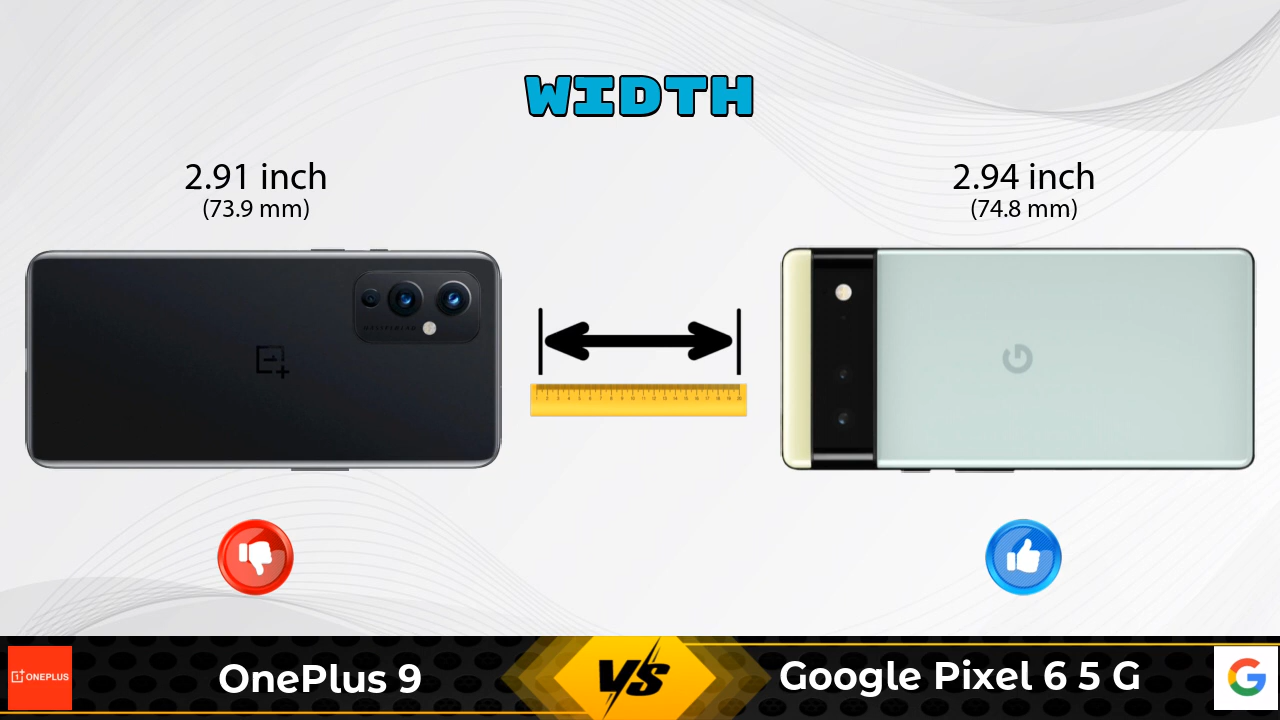 WIDTH
2.91 inch
(73.9 mm)
2.94 inch
(74.8 mm)
HASSELBLAD
ONEPLUS
OnePlus 9
VS
Google Pixel 6 5 G